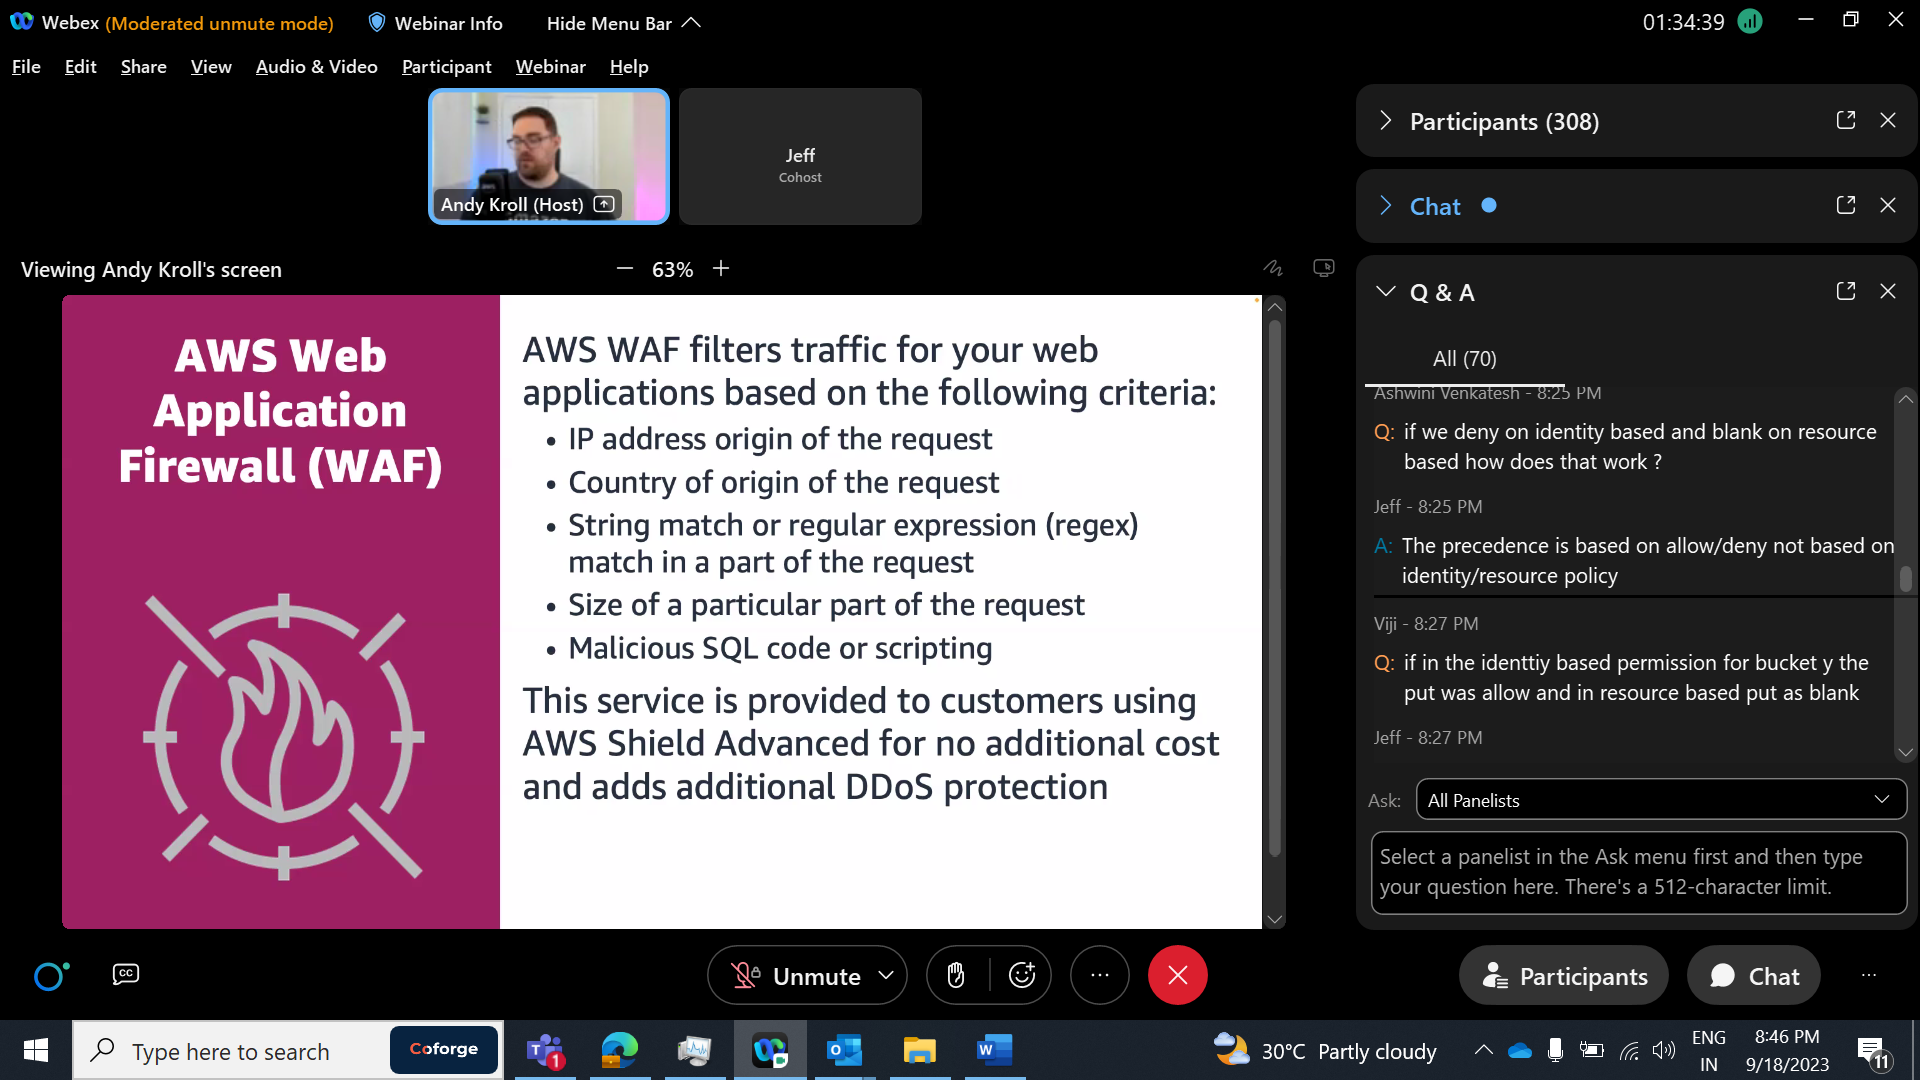 Webex (Moderated unmute mode) Webinar Info Hide Menu Bar 01:34:39
File Edit Share View Audio & Video Participant Webinar Help
Andy Kroll (Host)
Jeff
Cohost
Viewing Andy Kroll's screen 63%
AWS Web
Application
Firewall (WAF)
AWS WAF filters traffic for your web
applications based on the following criteria:
• IP address origin of the request
• Country of origin of the request
• String match or regular expression (regex)
match in a part of the request
• Size of a particular part of the request
• Malicious SQL code or scripting
This service is provided to customers using
AWS Shield Advanced for no additional cost
and adds additional DDoS protection
Participants (308)
Chat
Q & A
All (70)
Ashwini Venkatesh - 8:25 PM
Q: if we deny on identity based and blank on resource
based how does that work ?
Jeff - 8:25 PM
A: The precedence is based on allow/deny not based on
identity/resource policy
Viji - 8:27 PM
Q: if in the identtiy based permission for bucket y the
put was allow and in resource based put as blank
Jeff - 8:27 PM
Ask: All Panelists
Select a panelist in the Ask menu first and then type
your question here. There's a 512-character limit.
CC Unmute Participants Chat
Type here to search Coforge 1 30°C Partly cloudy
ENG
IN
8:46 PM
9/18/2023
11